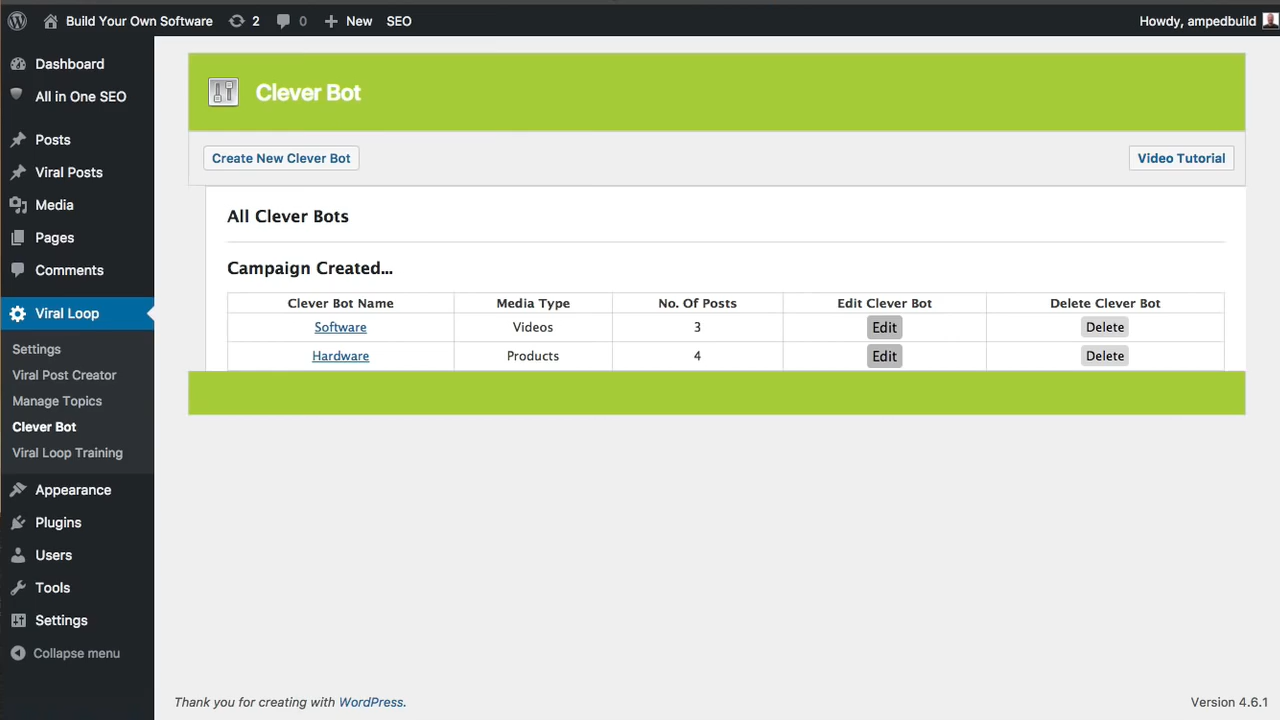 Build Your Own Software 2 0 New SEO Howdy, ampedbuild
Dashboard
All in One SEO
Posts
Viral Posts
Media
Pages
Comments
Viral Loop
Settings
Viral Post Creator
Manage Topics
Clever Bot
Viral Loop Training
Appearance
Plugins
Users
Tools
Settings
Collapse menu
Clever Bot
Create New Clever Bot Video Tutorial
All Clever Bots
Campaign Created...
Clever Bot Name Media Type No. Of Posts Edit Clever Bot Delete Clever Bot
Software Videos 3 Edit Delete
Hardware Products 4 Edit Delete
Thank you for creating with WordPress. Version 4.6.1